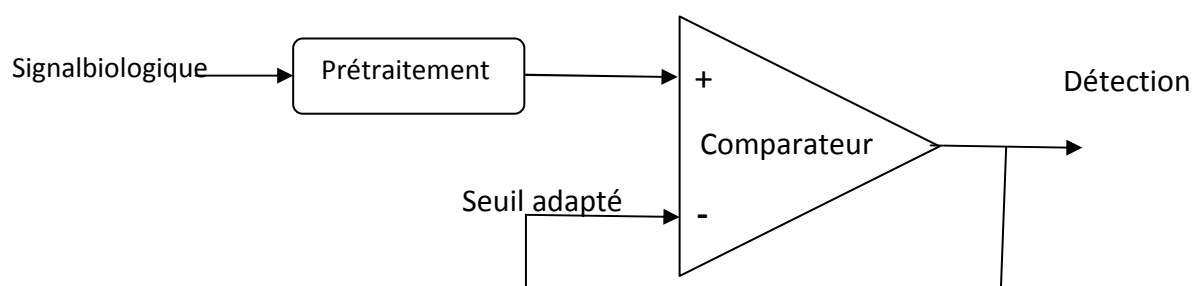 Signalbiologique
Prétraitement
+
Détection
Comparateur
Seuil adapté
-